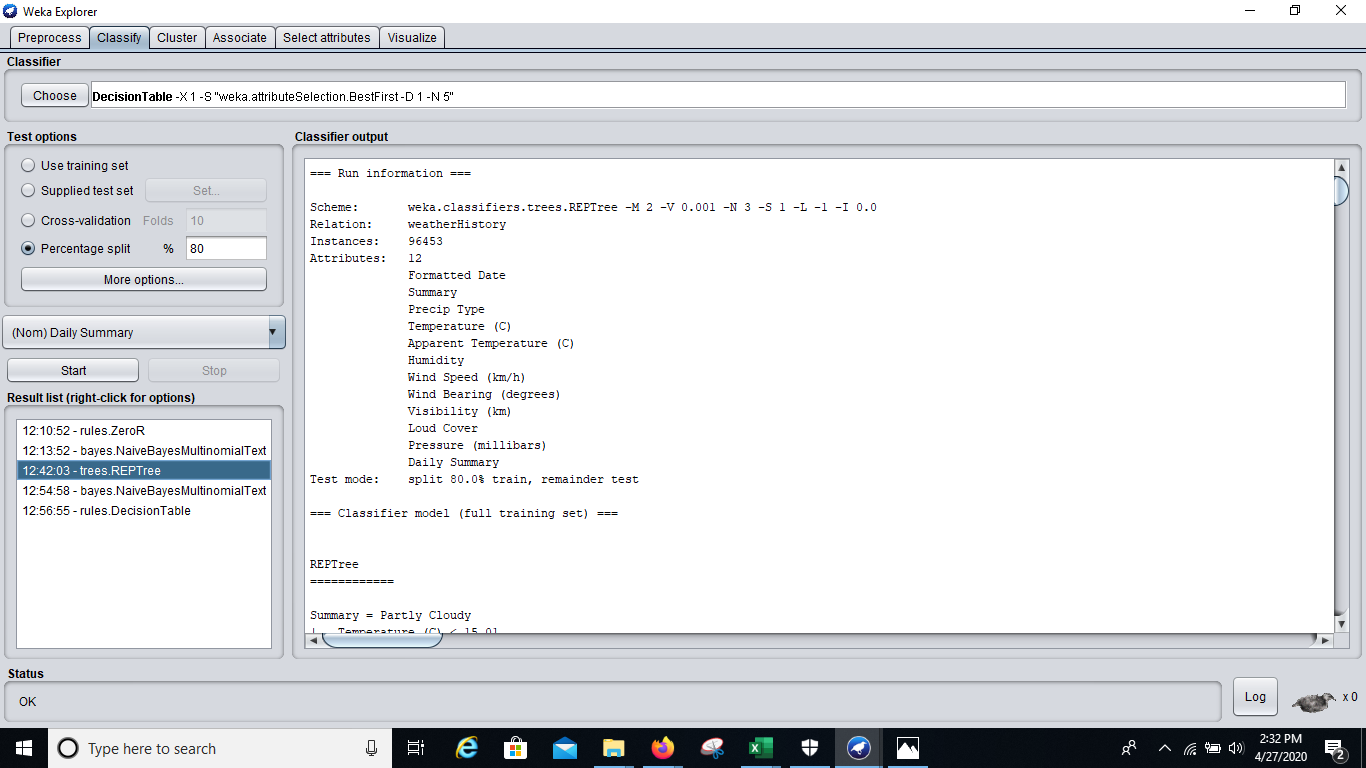 Weka Explorer
Preprocess Classify Cluster Associate Select attributes Visualize
Classifier
Choose DecisionTable -X 1 -S "weka.attributeSelection.BestFirst -D 1 -N 5"
Test options
Use training set
Supplied test set Set...
Cross-validation Folds 10
Percentage split % 80
More options...
(Nom) Daily Summary
Start Stop
Result list (right-click for options)
12:10:52 - rules.ZeroR
12:13:52 - bayes.NaiveBayesMultinomialText
12:42:03 - trees.REPTree
12:54:58 - bayes.NaiveBayesMultinomialText
12:56:55 - rules.DecisionTable
Classifier output
=== Run information ===
Scheme: weka.classifiers.trees.REPTree -M 2 -V 0.001 -N 3 -S 1 -L -1 -I 0.0
Relation: weatherHistory
Instances: 96453
Attributes: 12
Formatted Date
Summary
Precip Type
Temperature (C)
Apparent Temperature (C)
Humidity
Wind Speed (km/h)
Wind Bearing (degrees)
Visibility (km)
Loud Cover
Pressure (millibars)
Daily Summary
Test mode: split 80.0% train, remainder test
=== Classifier model (full training set) ===
REPTree
============
Summary = Partly Cloudy
| Temperature (C) < 15.01
Status
OK
Log x 0
Type here to search
2:32 PM
4/27/2020
2